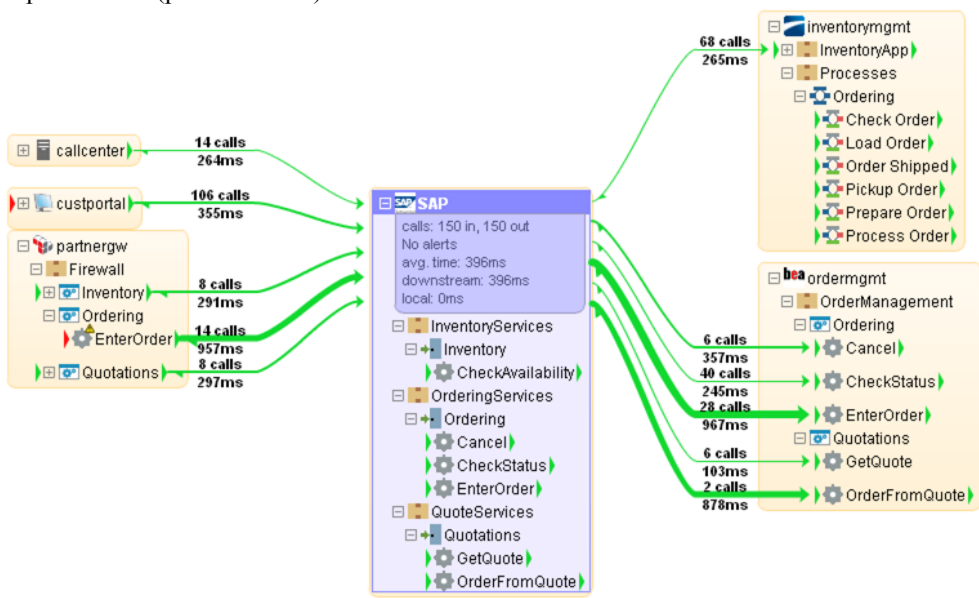 14 calls
264ms
callcenter
106 calls
355ms
custportal
partnergw
Firewall
Inventory
8 calls
291ms
Ordering
EnterOrder
14 calls
957ms
Quotations
8 calls
297ms
SAP
SAP
calls: 150 in, 150 out
No alerts
avg. time: 396ms
downstream: 396ms
local: 0ms
InventoryServices
Inventory
CheckAvailability
OrderingServices
Ordering
Cancel
CheckStatus
EnterOrder
QuoteServices
Quotations
GetQuote
OrderFromQuote
68 calls
265ms
inventorymgmt
InventoryApp
Processes
Ordering
Check Order
Load Order
Order Shipped
Pickup Order
Prepare Order
Process Order
bea ordermgmt
OrderManagement
Ordering
6 calls
357ms
Cancel
40 calls
245ms
CheckStatus
28 calls
967ms
EnterOrder
Quotations
6 calls
103ms
GetQuote
2 calls
878ms
OrderFromQuote